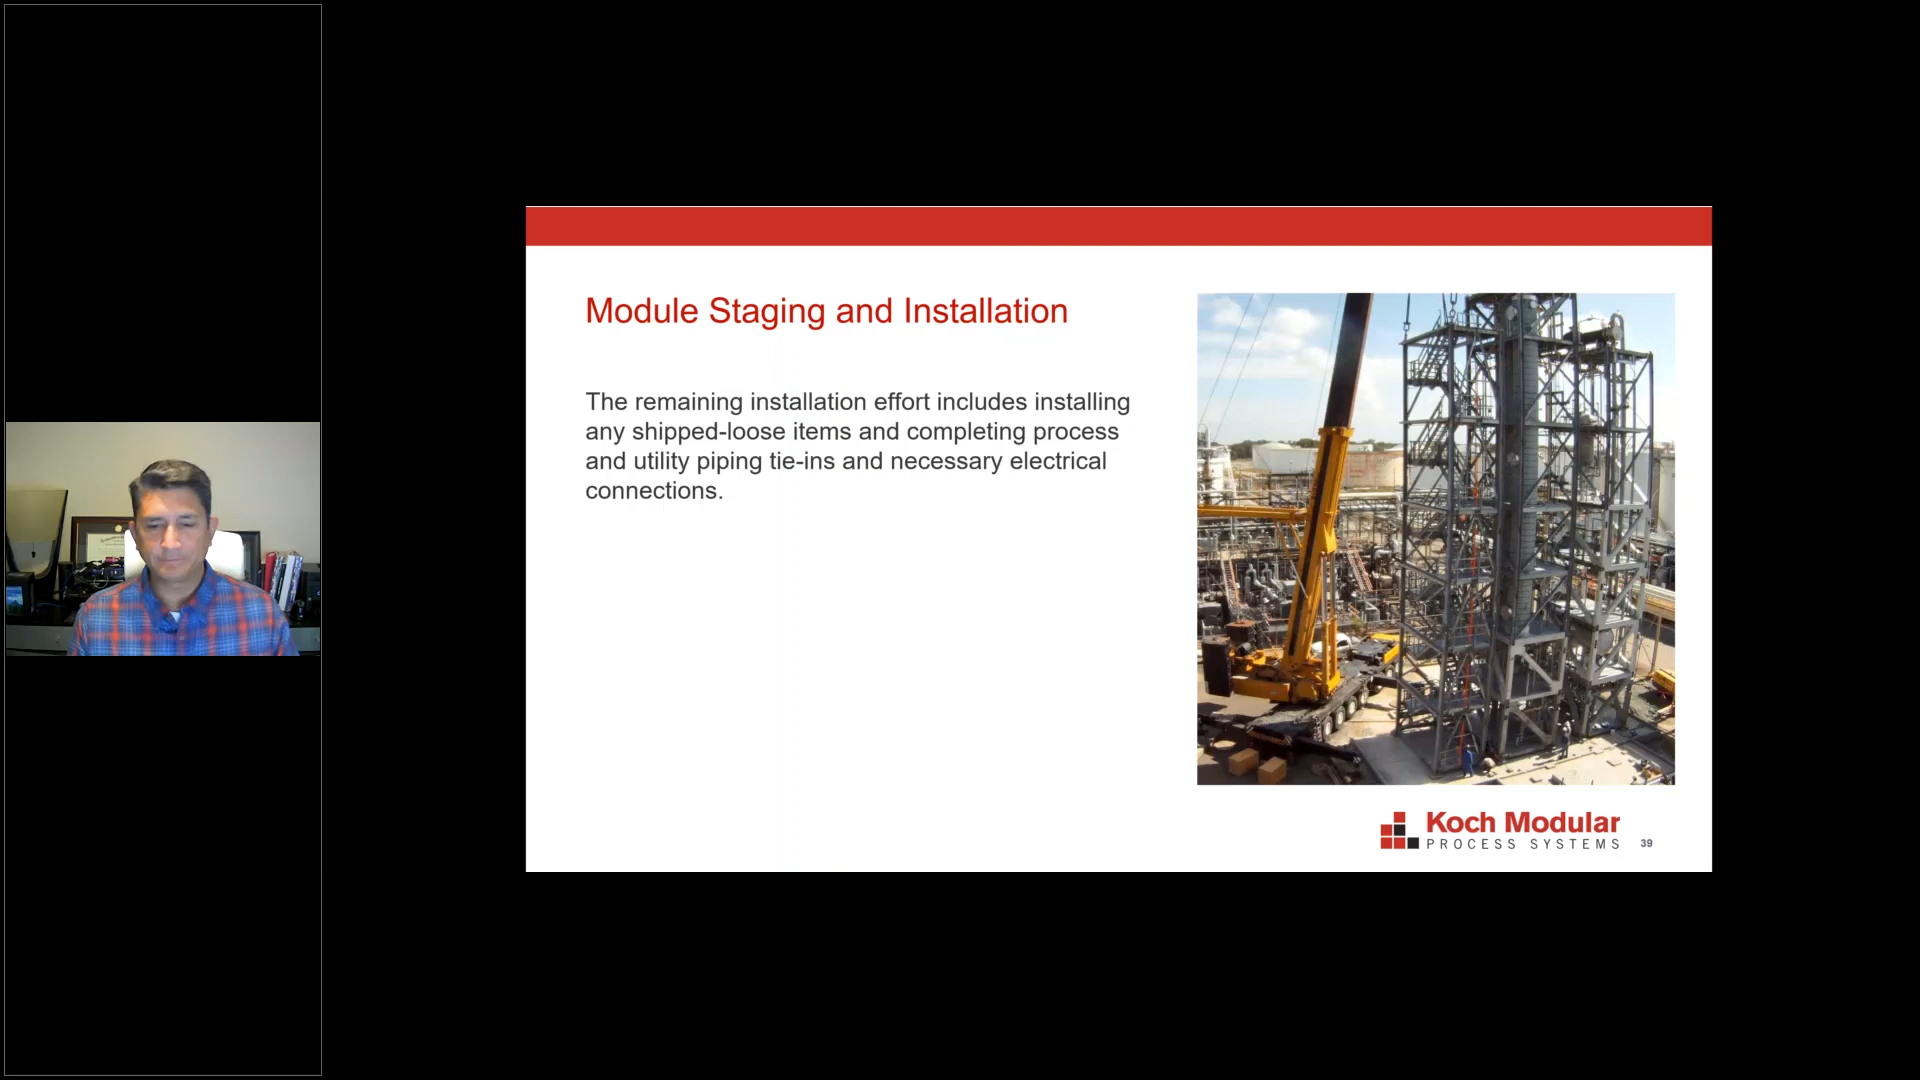 Module Staging and Installation
The remaining installation effort includes installing
any shipped-loose items and completing process
and utility piping tie-ins and necessary electrical
connections.
Koch Modular
PROCESS SYSTEMS
39